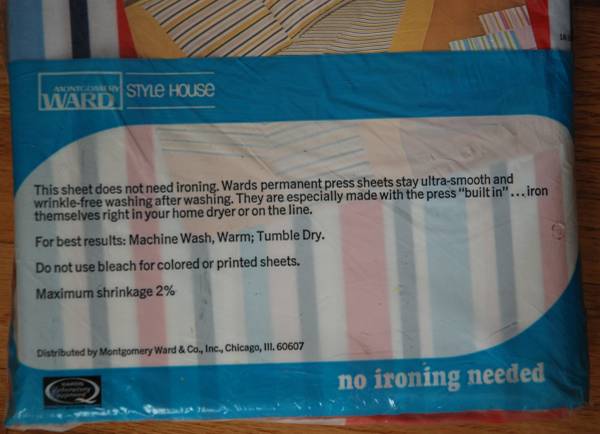 MONTGOMERY
WARD
STYLE HOUSE
This sheet does not need ironing. Wards permanent press sheets stay ultra-smooth and
wrinkle-free washing after washing. They are especially made with the press "built in"...iron
themselves right in your home dryer or on the line.
For best results: Machine Wash, Warm; Tumble Dry.
Do not use bleach for colored or printed sheets.
Maximum shrinkage 2%
Distributed by Montgomery Ward & Co., Inc., Chicago, Ill. 60607
no ironing needed
WARDS
Laboratory